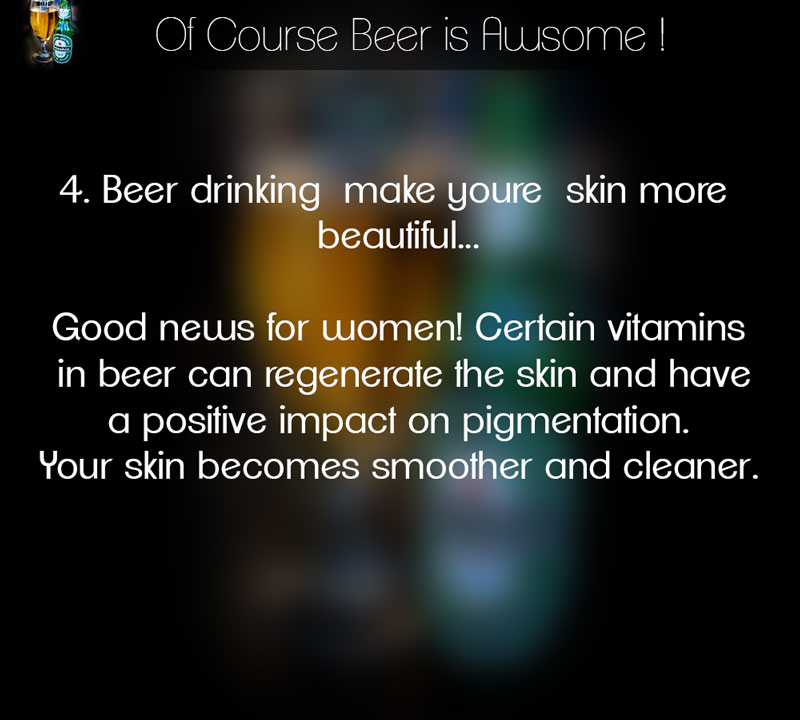 Of Course Beer is Awsome !
4. Beer drinking make youre skin more
beautiful...
Good news for women! Certain vitamins
in beer can regenerate the skin and have
a positive impact on pigmentation.
Your skin becomes smoother and cleaner.